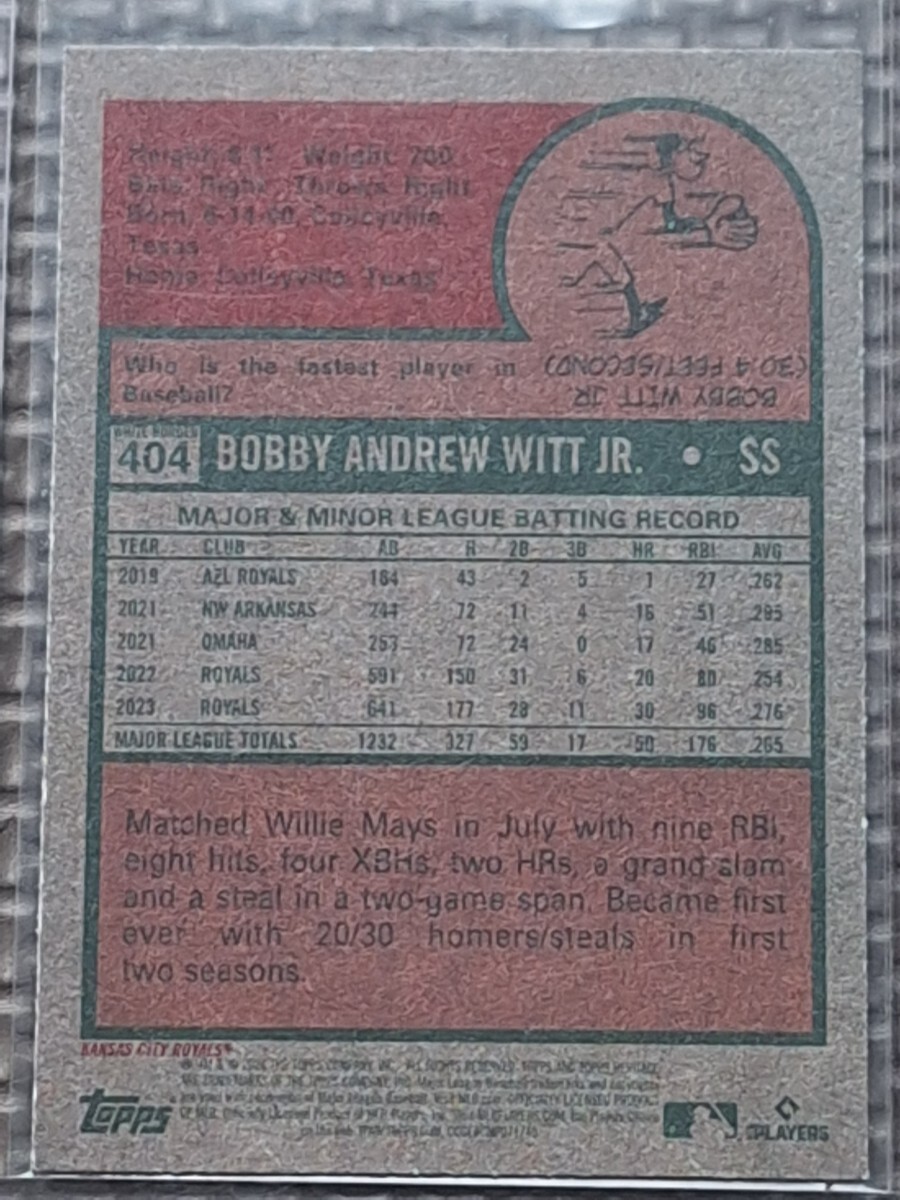 Height: 6'1" Weight: 200
Bats: Right Throws: Right
Born: 6-14-00, Colleyville,
Texas
Home: Colleyville, Texas
Who is the fastest player in
Baseball?
(30.4 FEET/SECOND)
BOBBY WITT JR.
WHITE BORDER
404 BOBBY ANDREW WITT JR. • SS
MAJOR & MINOR LEAGUE BATTING RECORD
YEAR CLUB AB R 2B 3B HR RBI AVG
2019 AZL ROYALS 164 43 2 5 1 27 .262
2021 NW ARKANSAS 244 72 11 4 16 51 .295
2021 OMAHA 253 72 24 0 17 46 .285
2022 ROYALS 591 150 31 6 20 80 .254
2023 ROYALS 641 177 28 11 30 96 .276
MAJOR LEAGUE TOTALS 1232 327 59 17 50 176 .265
Matched Willie Mays in July with nine RBI,
eight hits, four XBHs, two HRs, a grand slam
and a steal in a two-game span. Became first
ever with 20/30 homers/steals in first
two seasons.
KANSAS CITY ROYALS®
topps
PLAYERS